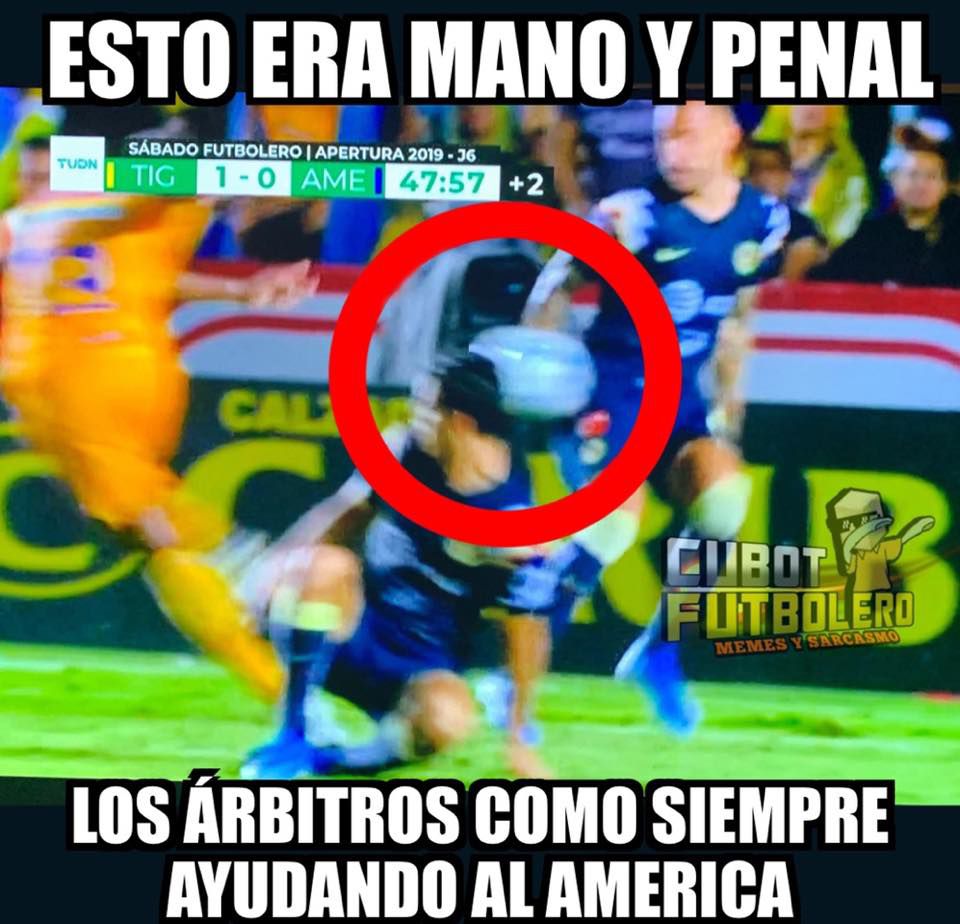 ESTO ERA MANO Y PENAL
TUDN
SÁBADO FUTBOLERO | APERTURA 2019 - J6
TIG 1 - 0 AME 47:57 +2
CUBOT
FUTBOLERO
MEMES Y SARCASMO
LOS ÁRBITROS COMO SIEMPRE
AYUDANDO AL AMERICA